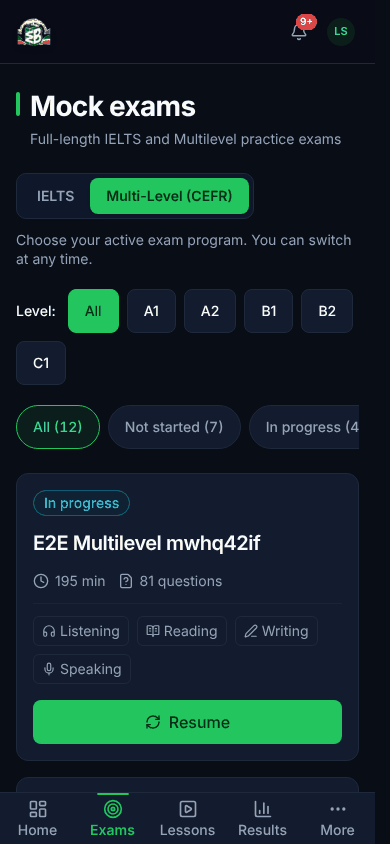 9+
LS
Mock exams
Full-length IELTS and Multilevel practice exams
IELTS
Multi-Level (CEFR)
Choose your active exam program. You can switch
at any time.
Level:
All
A1
A2
B1
B2
C1
All (12)
Not started (7)
In progress (4
In progress
E2E Multilevel mwhq42if
195 min
81 questions
Listening
Reading
Writing
Speaking
Resume
Home
Exams
Lessons
Results
More